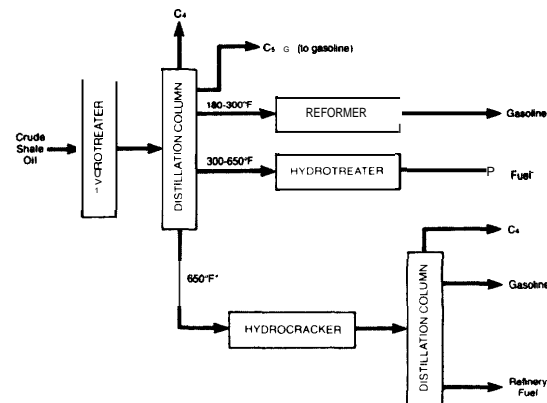 C4
C5 G (to gasoline)
180-300°F
REFORMER
Gasoline
Crude
Shale
Oil
DISTILLATION COLUMN
300-650°F
HYDROTREATER
P Fuel
C4
650°F+
HYDROCRACKER
DISTILLATION COLUMN
Gasoline
Refinery
Fuel